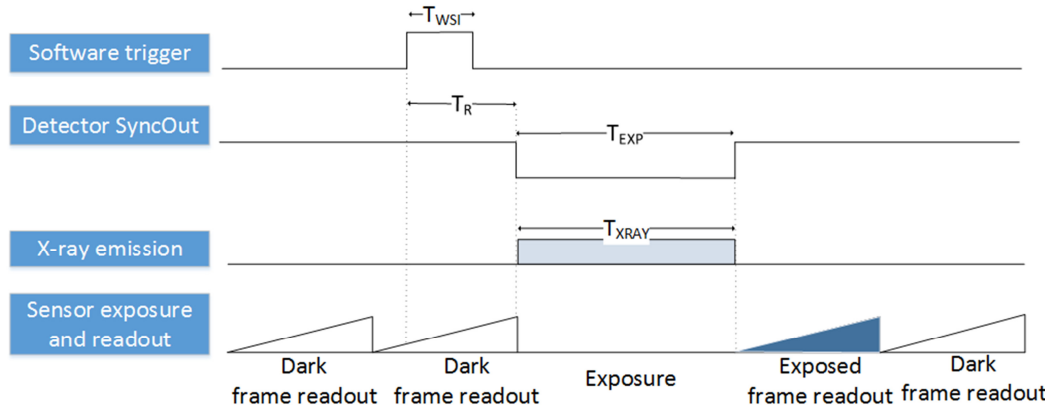 T_WSI
Software trigger
T_R
Detector SyncOut
T_EXP
T_XRAY
X-ray emission
Sensor exposure
and readout
Dark
frame readout
Dark
frame readout
Exposure
Exposed
frame readout
Dark
frame readout